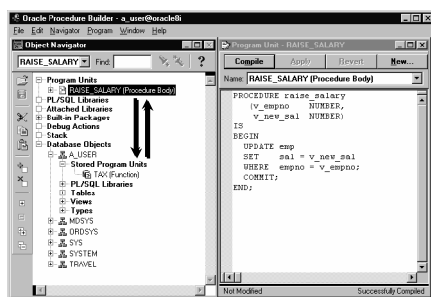 Oracle Procedure Builder - a_user@oracle8i
File Edit Navigator Program Window Help
Object Navigator
RAISE_SALARY Find:
Program Units
RAISE_SALARY (Procedure Body)
PL/SQL Libraries
Attached Libraries
Built-in Packages
Debug Actions
Stack
Database Objects
A_USER
Stored Program Units
TAX (Function)
PL/SQL Libraries
Tables
Views
Types
MDSYS
ORDSYS
SYS
SYSTEM
TRAVEL
Program Unit - RAISE_SALARY
Compile Apply Revert New...
Name: RAISE_SALARY (Procedure Body)
PROCEDURE raise_salary
(v_empno NUMBER,
v_new_sal NUMBER)
IS
BEGIN
UPDATE emp
SET sal = v_new_sal
WHERE empno = v_empno;
COMMIT;
END;
Not Modified Successfully Compiled